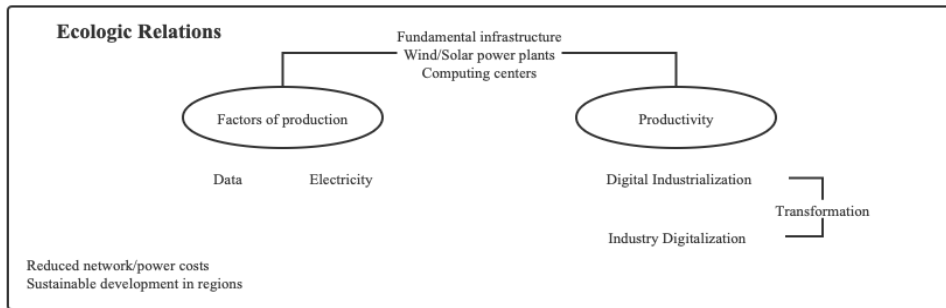 Ecologic Relations
Fundamental infrastructure
Wind/Solar power plants
Computing centers
Factors of production
Productivity
Data
Electricity
Digital Industrialization
Transformation
Industry Digitalization
Reduced network/power costs
Sustainable development in regions